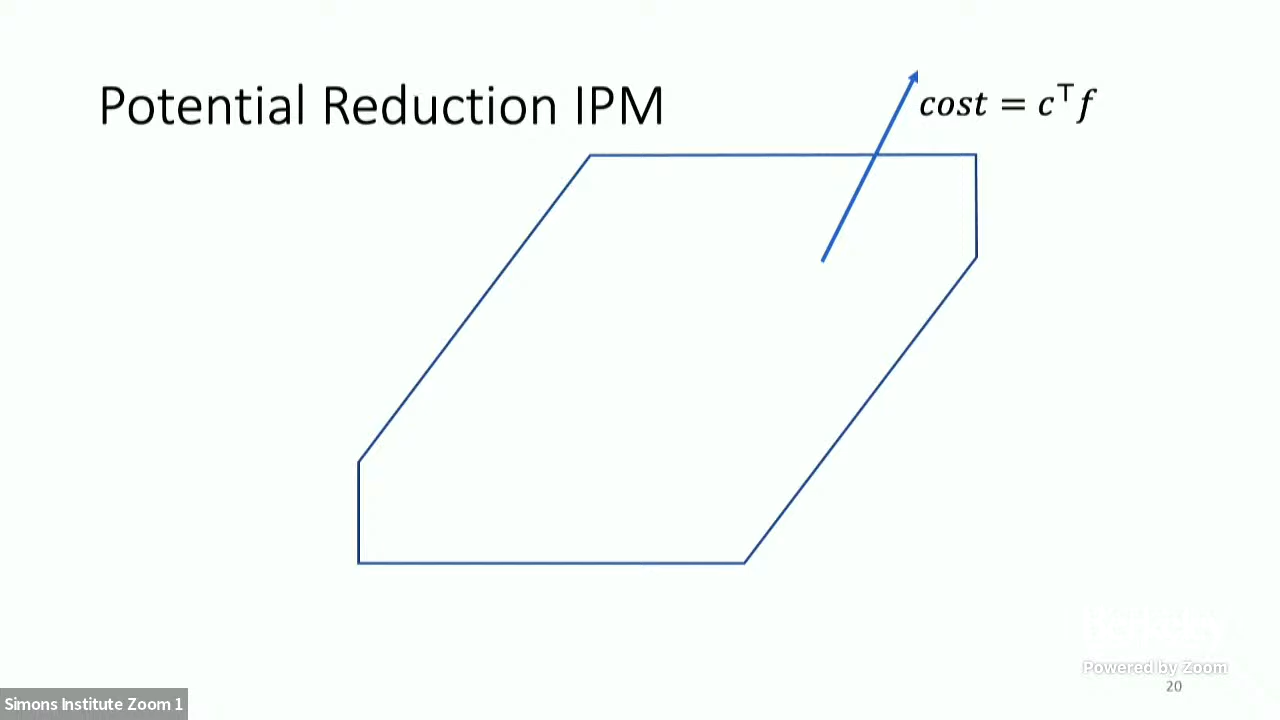 Potential Reduction IPM
cost = c⊤f
Powered by Zoom
20
Simons Institute Zoom 1